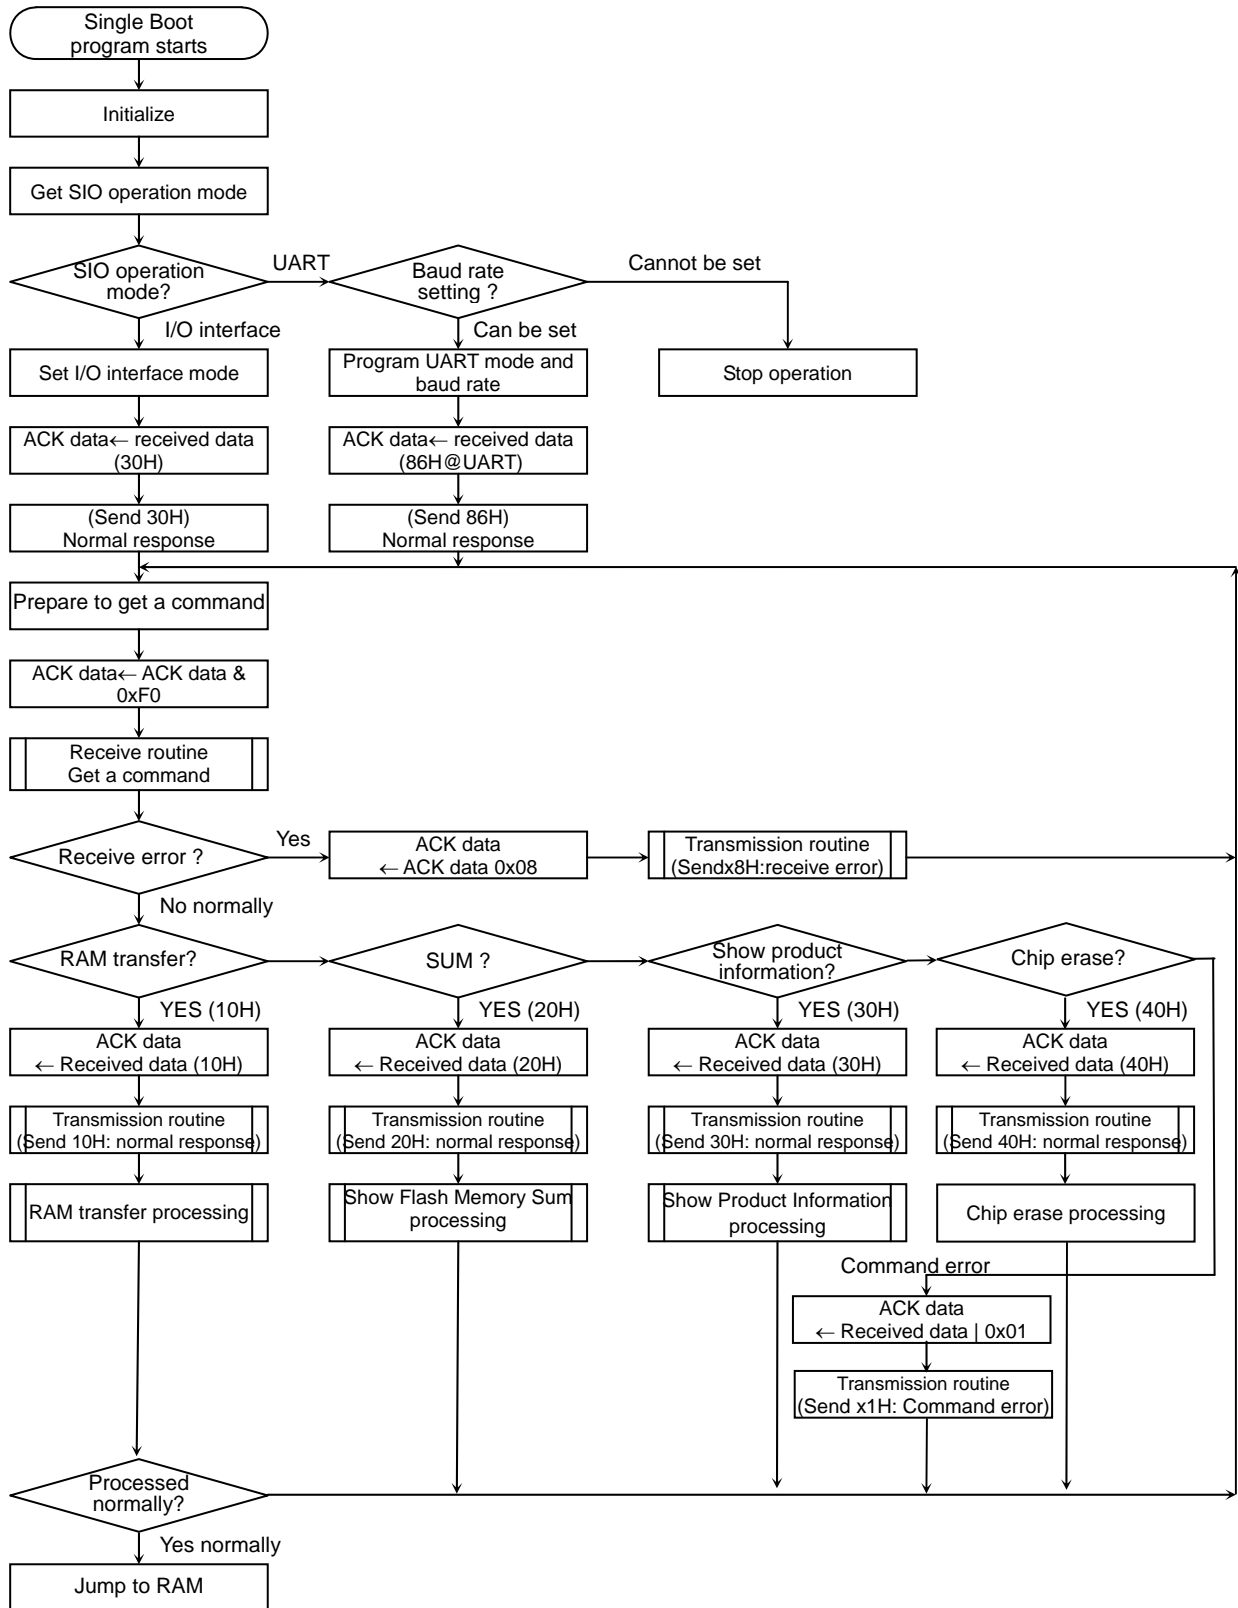 Single Boot
program starts
Initialize
Get SIO operation mode
SIO operation
mode?
UART
Baud rate
setting ?
Cannot be set
I/O interface
Can be set
Set I/O interface mode
Program UART mode and
baud rate
Stop operation
ACK data← received data
(30H)
ACK data← received data
(86H@UART)
(Send 30H)
Normal response
(Send 86H)
Normal response
Prepare to get a command
ACK data← ACK data &
0xF0
Receive routine
Get a command
Receive error ?
Yes
ACK data
← ACK data 0x08
Transmission routine
(Sendx8H:receive error)
No normally
RAM transfer?
SUM ?
Show product
information?
Chip erase?
YES (10H)
YES (20H)
YES (30H)
YES (40H)
ACK data
← Received data (10H)
ACK data
← Received data (20H)
ACK data
← Received data (30H)
ACK data
← Received data (40H)
Transmission routine
(Send 10H: normal response)
Transmission routine
(Send 20H: normal response)
Transmission routine
(Send 30H: normal response)
Transmission routine
(Send 40H: normal response)
RAM transfer processing
Show Flash Memory Sum
processing
Show Product Information
processing
Chip erase processing
Command error
ACK data
← Received data | 0x01
Transmission routine
(Send x1H: Command error)
Processed
normally?
Yes normally
Jump to RAM